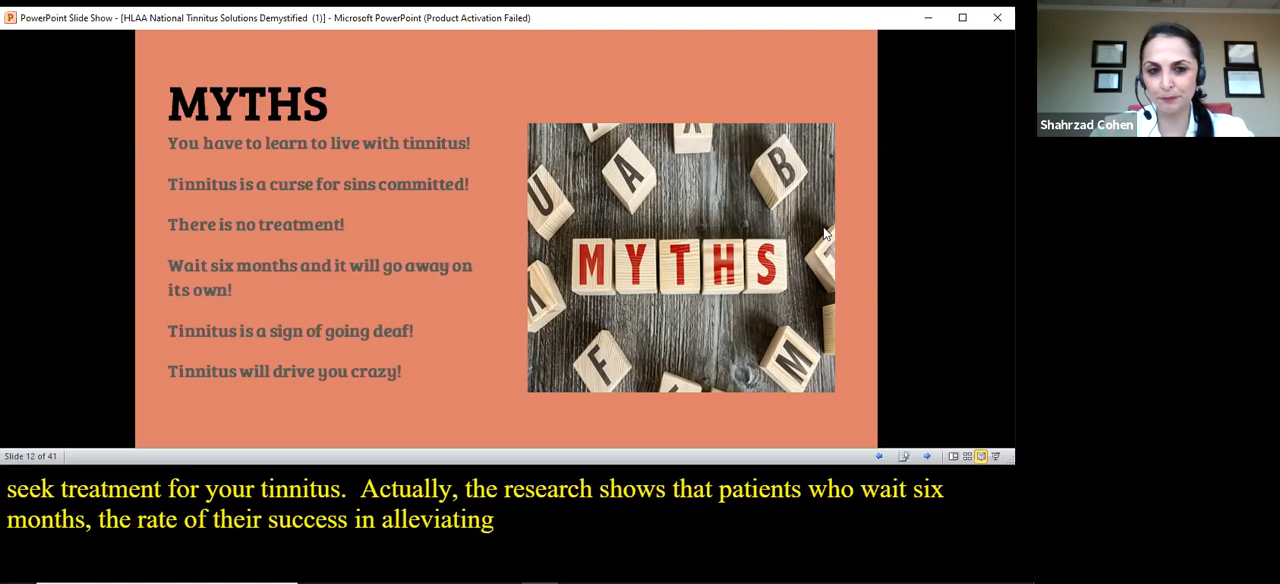 PowerPoint Slide Show - [HLAA National Tinnitus Solutions Demystified (1)] - Microsoft PowerPoint (Product Activation Failed)
MYTHS
You have to learn to live with tinnitus!
Tinnitus is a curse for sins committed!
There is no treatment!
Wait six months and it will go away on
its own!
Tinnitus is a sign of going deaf!
Tinnitus will drive you crazy!
U
A
B
MYTHS
F
M
Shahrzad Cohen
Slide 12 of 41
seek treatment for your tinnitus. Actually, the research shows that patients who wait six
months, the rate of their success in alleviating